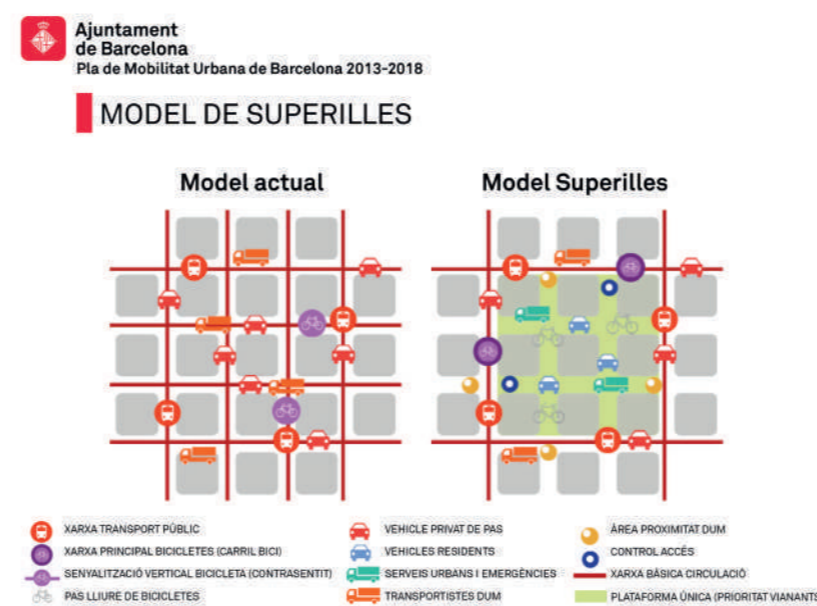 Ajuntament
de Barcelona
Pla de Mobilitat Urbana de Barcelona 2013-2018
MODEL DE SUPERILLES
Model actual
Model Superilles
XARXA TRANSPORT PÚBLIC
XARXA PRINCIPAL BICICLETES (CARRIL BICI)
SENYALITZACIÓ VERTICAL BICICLETA (CONTRASENTIT)
PAS LLIURE DE BICICLETES
VEHICLE PRIVAT DE PAS
VEHICLES RESIDENTS
SERVEIS URBANS I EMERGÈNCIES
TRANSPORTISTES DUM
ÀREA PROXIMITAT DUM
CONTROL ACCÉS
XARXA BÀSICA CIRCULACIÓ
PLATAFORMA ÚNICA (PRIORITAT VIANANTS